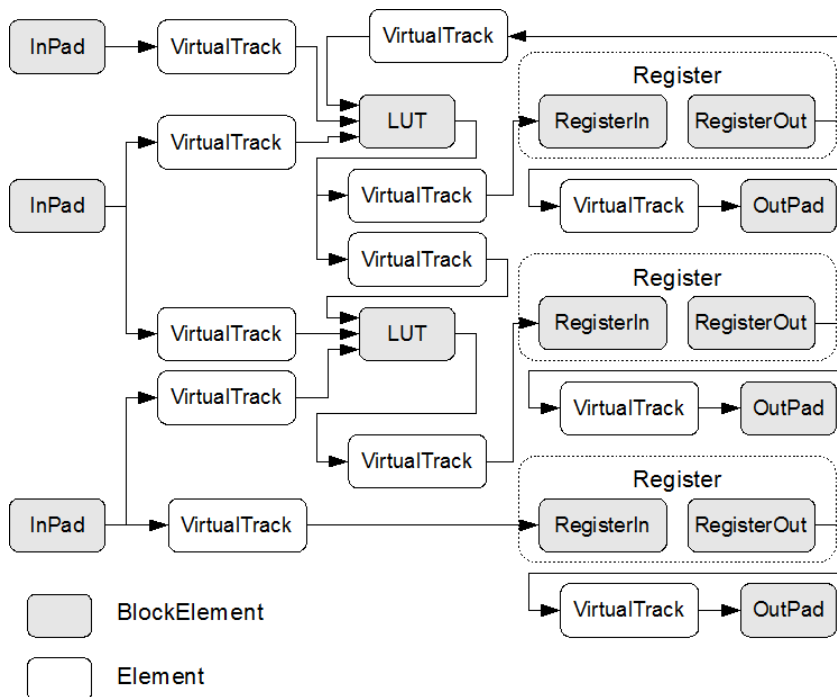 InPad
VirtualTrack
VirtualTrack
Register
LUT
RegisterIn
RegisterOut
VirtualTrack
InPad
VirtualTrack
VirtualTrack
OutPad
VirtualTrack
Register
VirtualTrack
LUT
RegisterIn
RegisterOut
VirtualTrack
VirtualTrack
OutPad
VirtualTrack
Register
InPad
VirtualTrack
RegisterIn
RegisterOut
VirtualTrack
OutPad
BlockElement
Element